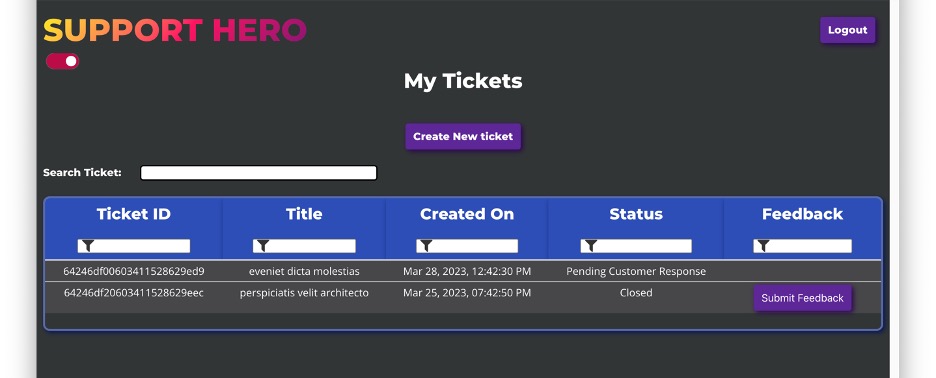 SUPPORT HERO
Logout
My Tickets
Create New ticket
Search Ticket:
Ticket ID Title Created On Status Feedback
64246df00603411528629ed9 eveniet dicta molestias Mar 28, 2023, 12:42:30 PM Pending Customer Response
64246df20603411528629eec perspiciatis velit architecto Mar 25, 2023, 07:42:50 PM Closed Submit Feedback